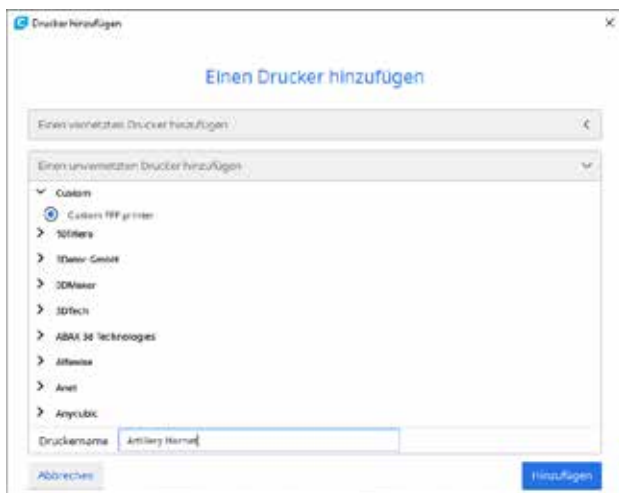 Drucker hinzufügen
Einen Drucker hinzufügen
Einen vernetzten Drucker hinzufügen
Einen unvernetzten Drucker hinzufügen
Custom
Custom FFF printer
3Dator GmbH
3DMaker
3DTech
ABAX 3d Technologies
Alfawise
Anet
Anycubic
Druckername Artillery Hornet
Abbrechen Hinzufügen